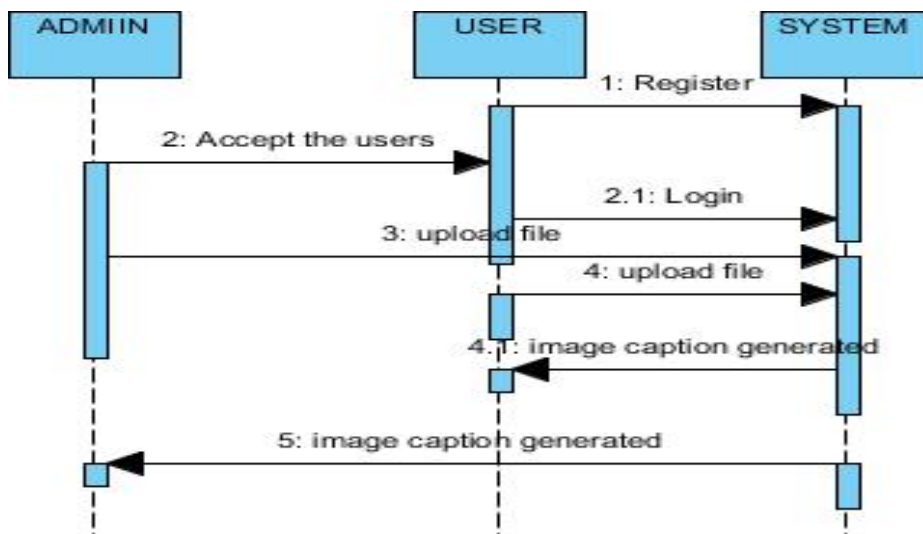 ADMIIN
USER
SYSTEM
1: Register
2: Accept the users
2.1: Login
3: upload file
4: upload file
4.1: image caption generated
5: image caption generated